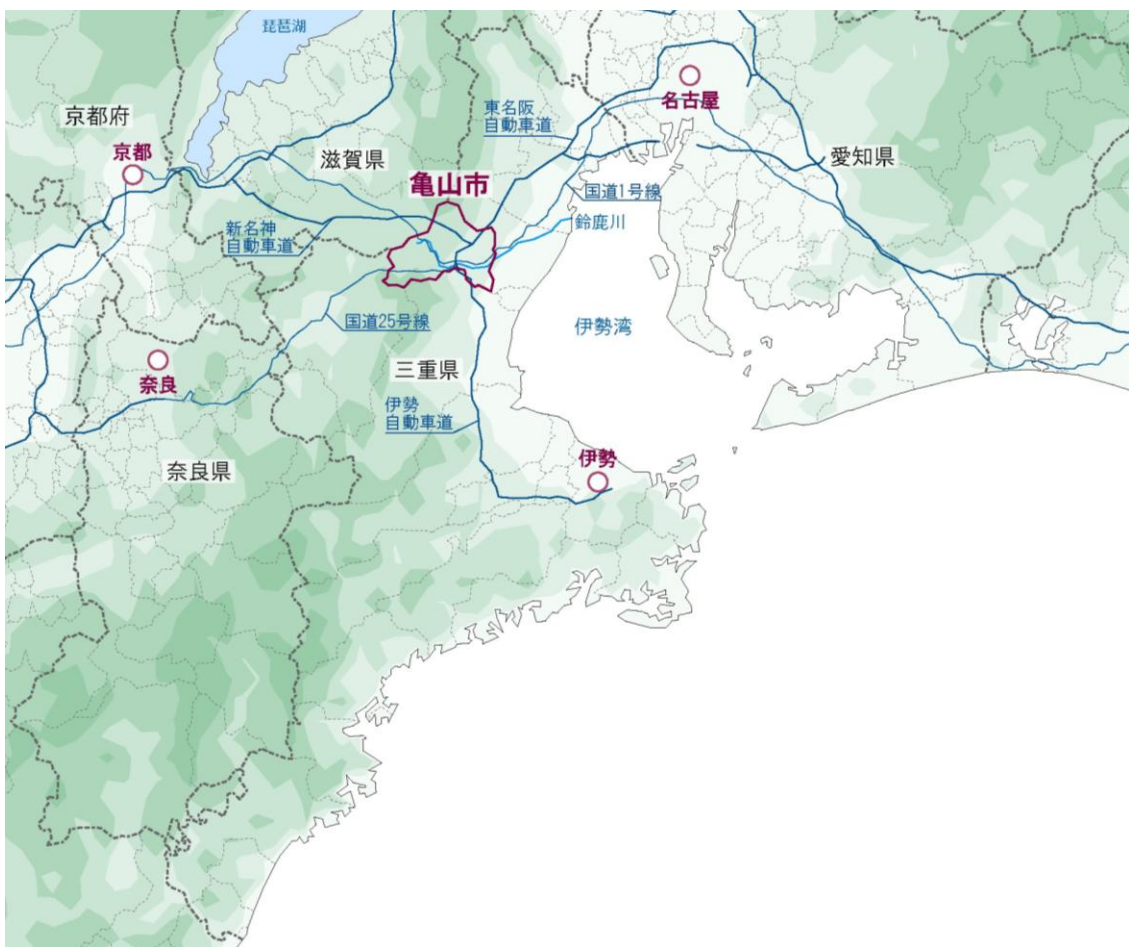 琵琶湖
京都府
京都
滋賀県
亀山市
東名阪
自動車道
名古屋
愛知県
国道1号線
鈴鹿川
新名神
自動車道
国道25号線
伊勢湾
奈良
三重県
伊勢
自動車道
奈良県
伊勢